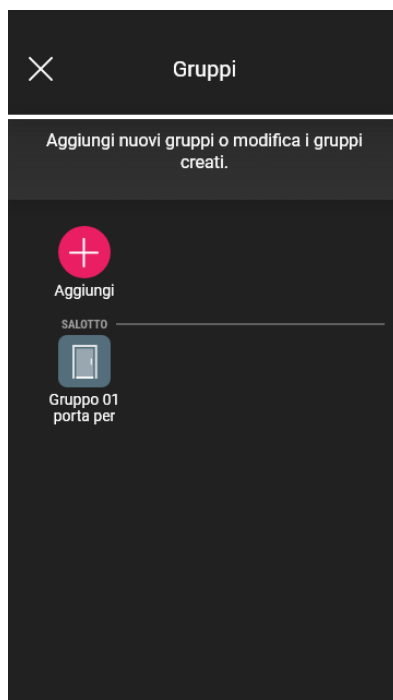 Gruppi
Aggiungi nuovi gruppi o modifica i gruppi
creati.
Aggiungi
SALOTTO
Gruppo 01
porta per